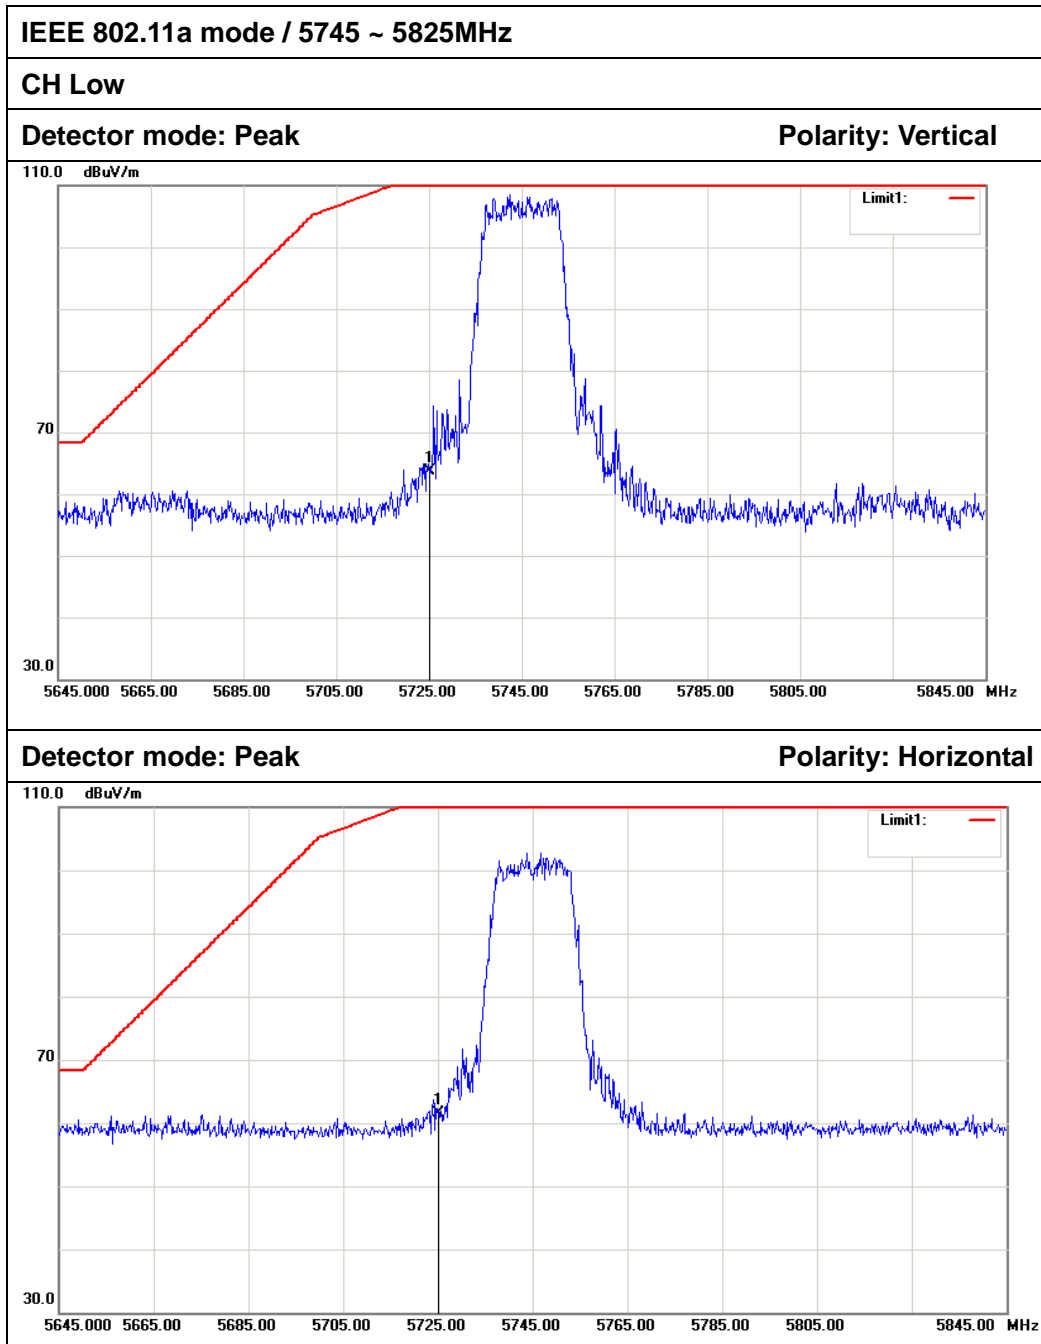 IEEE 802.11a mode / 5745 ~ 5825MHz
CH Low
Detector mode: Peak Polarity: Vertical
110.0 dBuV/m
Limit1:
70
1
30.0
5645.000 5665.00 5685.00 5705.00 5725.00 5745.00 5765.00 5785.00 5805.00 5845.00 MHz
Detector mode: Peak Polarity: Horizontal
110.0 dBuV/m
Limit1:
70
1
30.0
5645.000 5665.00 5685.00 5705.00 5725.00 5745.00 5765.00 5785.00 5805.00 5845.00 MHz